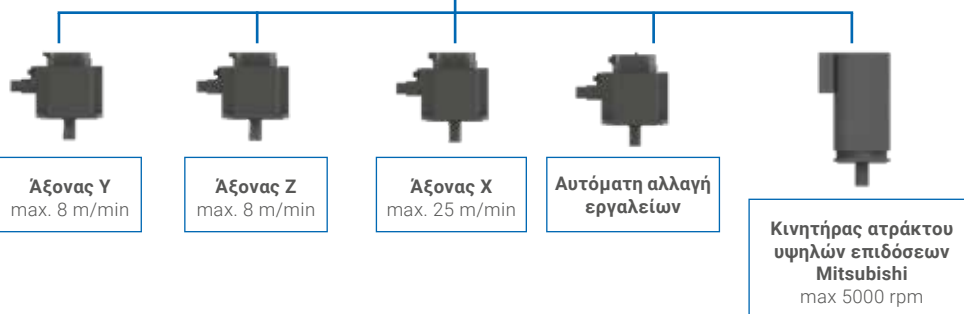 Άξονας Y
max. 8 m/min
Άξονας Z
max. 8 m/min
Άξονας X
max. 25 m/min
Αυτόματη αλλαγή
εργαλείων
Κινητήρας ατράκτου
υψηλών επιδόσεων
Mitsubishi
max 5000 rpm